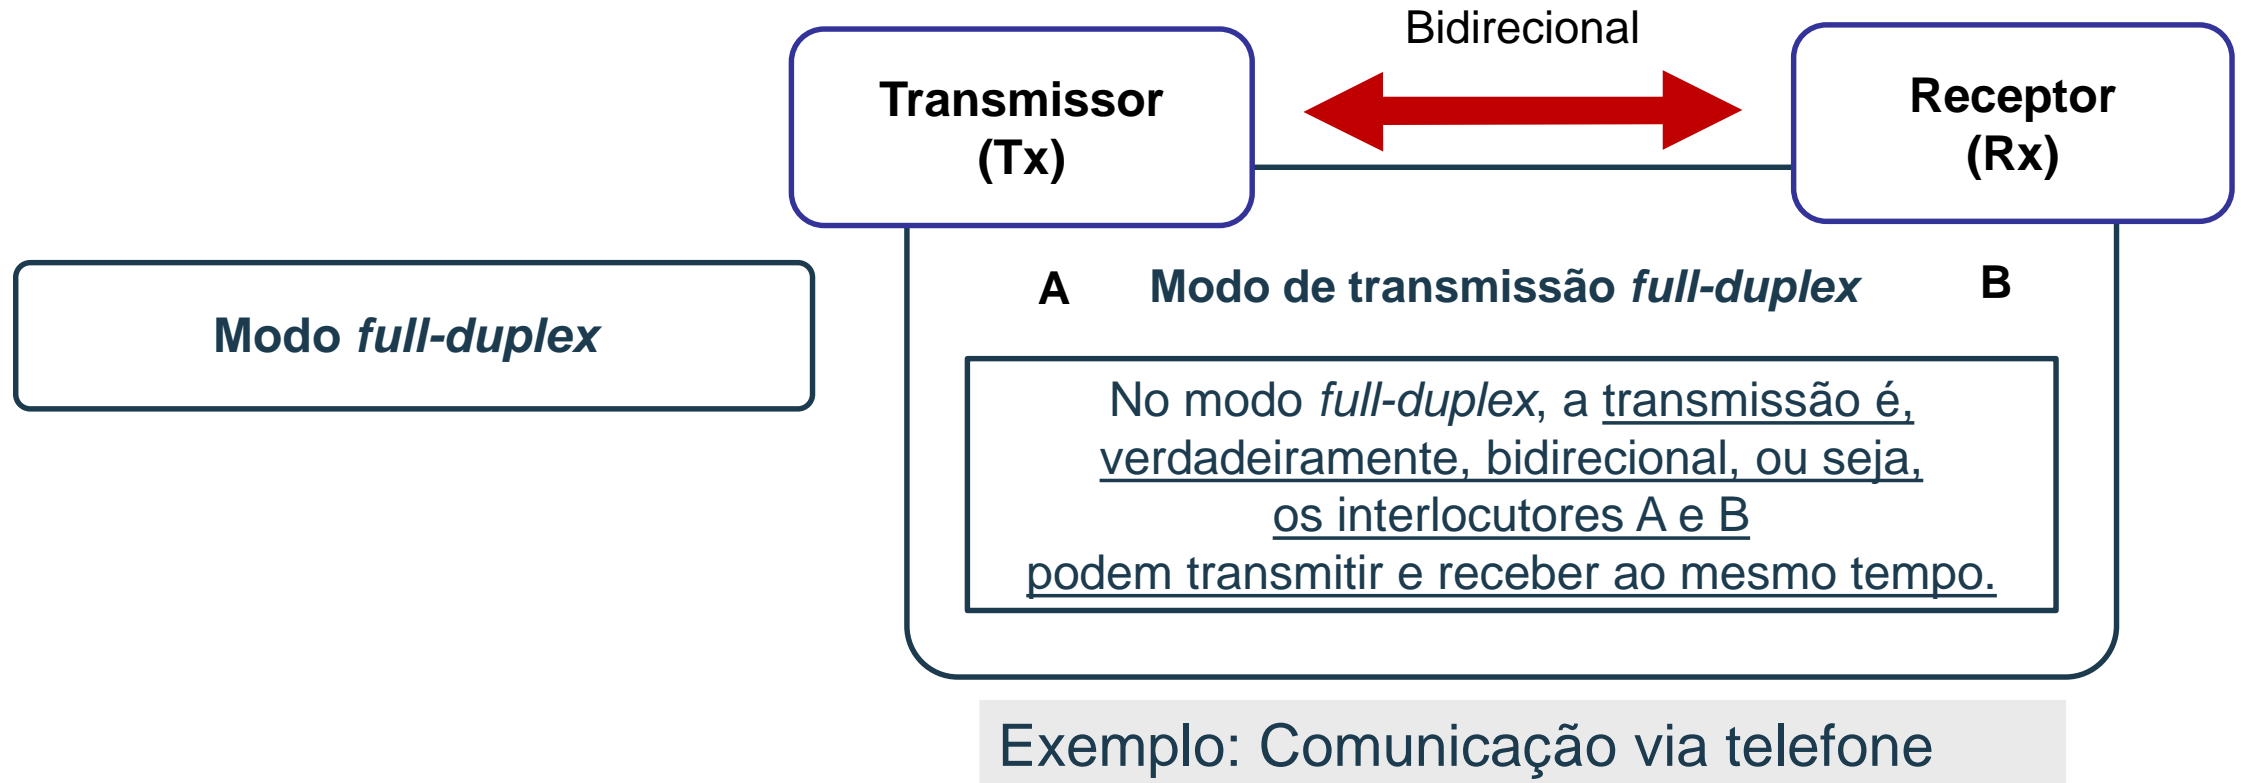 Bidirecional
Transmissor
(Tx)
Receptor
(Rx)
A
Modo de transmissão full-duplex
B
Modo full-duplex
No modo full-duplex, a transmissão é,
verdadeiramente, bidirecional, ou seja,
os interlocutores A e B
podem transmitir e receber ao mesmo tempo.
Exemplo: Comunicação via telefone